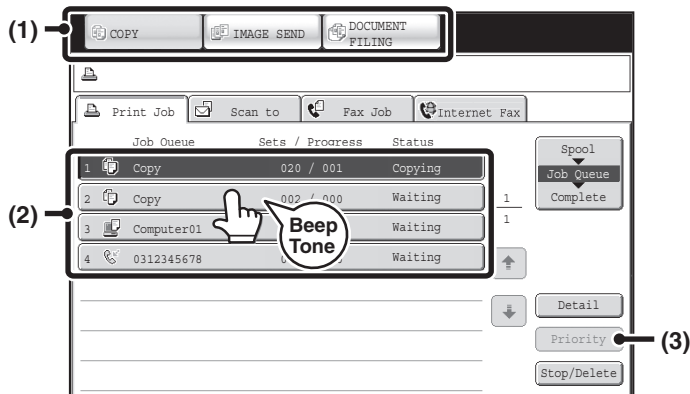 (1)
COPY
IMAGE SEND
DOCUMENT
FILING
Print Job
Scan to
Fax Job
Internet Fax
Job Queue Sets / Progress Status
1 Copy 020 / 001 Copying
2 Copy 002 / 000 Waiting
3 Computer01 Waiting
4 0312345678 Waiting
(2)
Beep
Tone
1
1
Spool
Job Queue
Complete
Detail
Priority
(3)
Stop/Delete